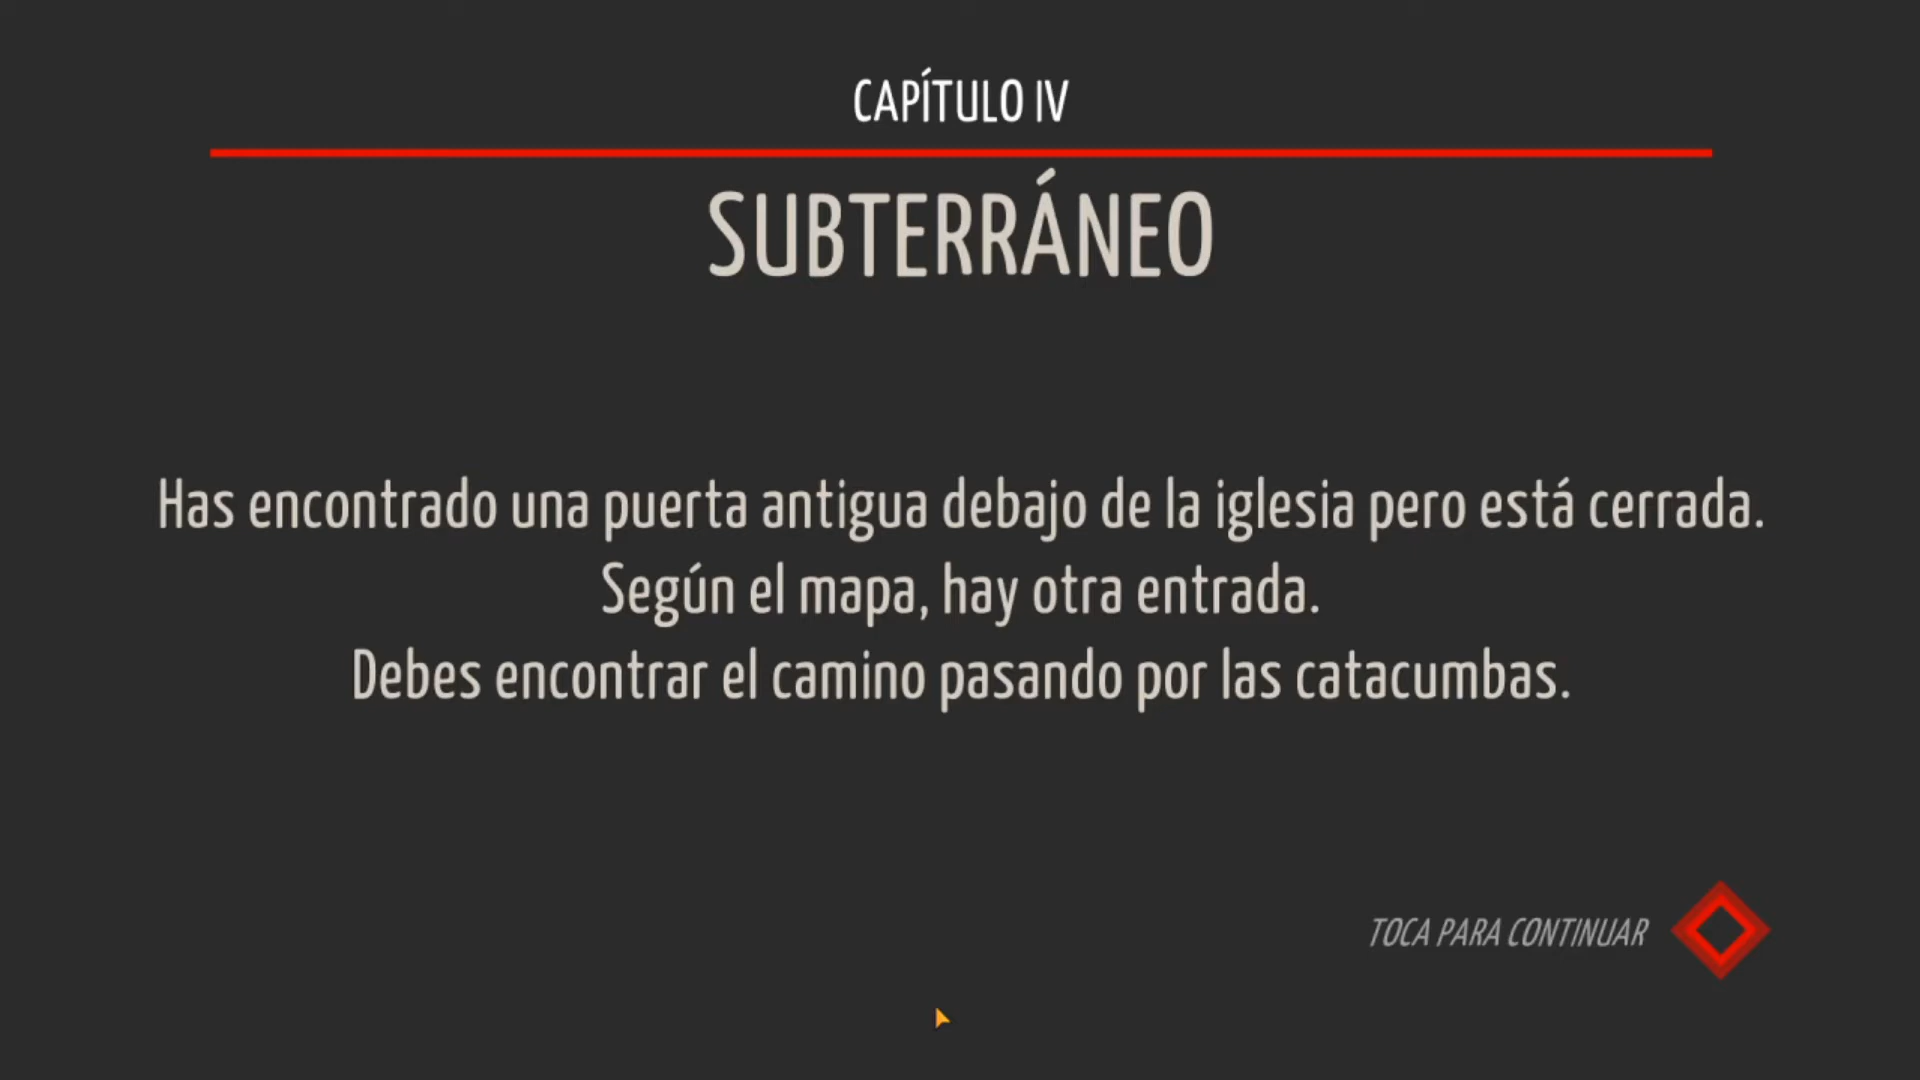 CAPÍTULO IV
SUBTERRÁNEO
Has encontrado una puerta antigua debajo de la iglesia pero está cerrada.
Según el mapa, hay otra entrada.
Debes encontrar el camino pasando por las catacumbas.
TOCA PARA CONTINUAR